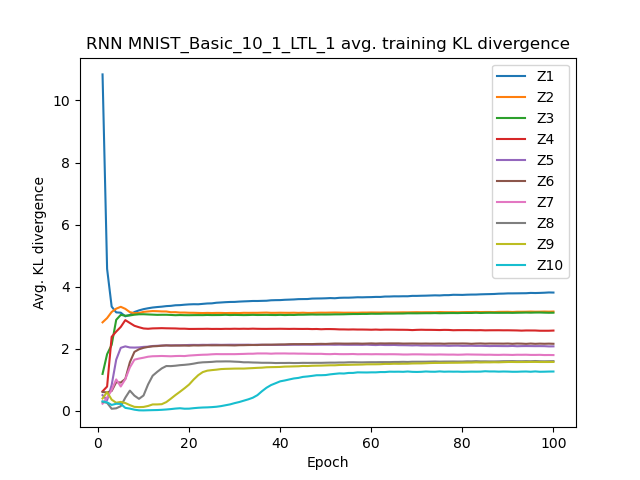 RNN MNIST_Basic_10_1_LTL_1 avg. training KL divergence
Avg. KL divergence
10
8
6
4
2
0
0 20 40 60 80 100
Epoch
Z1
Z2
Z3
Z4
Z5
Z6
Z7
Z8
Z9
Z10